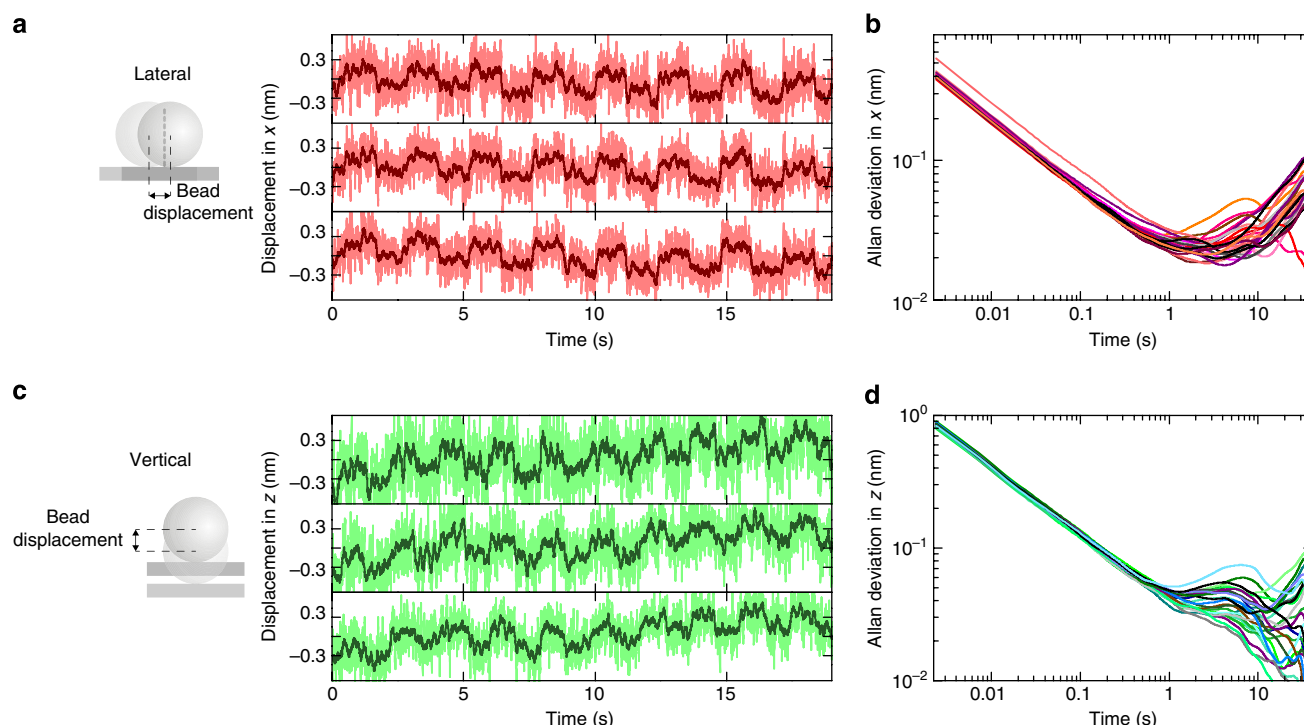 a
Lateral
Bead
displacement
Displacement in x (nm)
0.3
−0.3
0.3
−0.3
0.3
−0.3
0
5
10
15
Time (s)
b
Allan deviation in x (nm)
10⁻¹
10⁻²
0.01
0.1
1
10
Time (s)
c
Vertical
Bead
displacement
Displacement in z (nm)
0.3
−0.3
0.3
−0.3
0.3
−0.3
0
5
10
15
Time (s)
d
Allan deviation in z (nm)
10⁰
10⁻¹
10⁻²
0.01
0.1
1
10
Time (s)